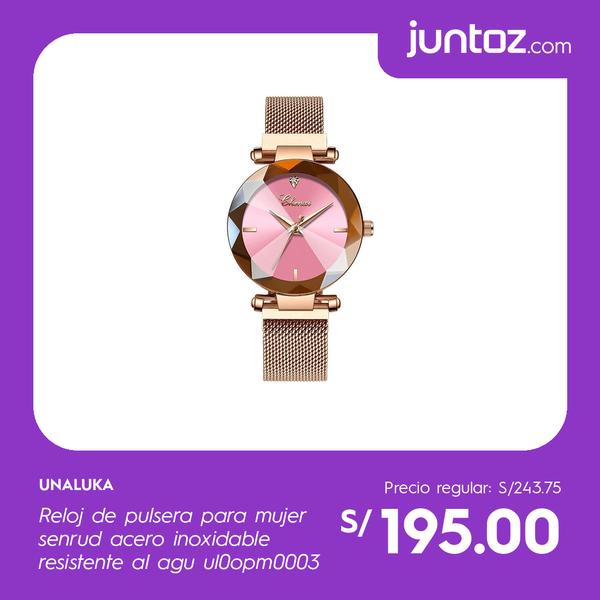 juntoz.com
Chenxi
UNALUKA
Reloj de pulsera para mujer
senrud acero inoxidable
resistente al agu ul0opm0003
Precio regular: S/243.75
S/195.00